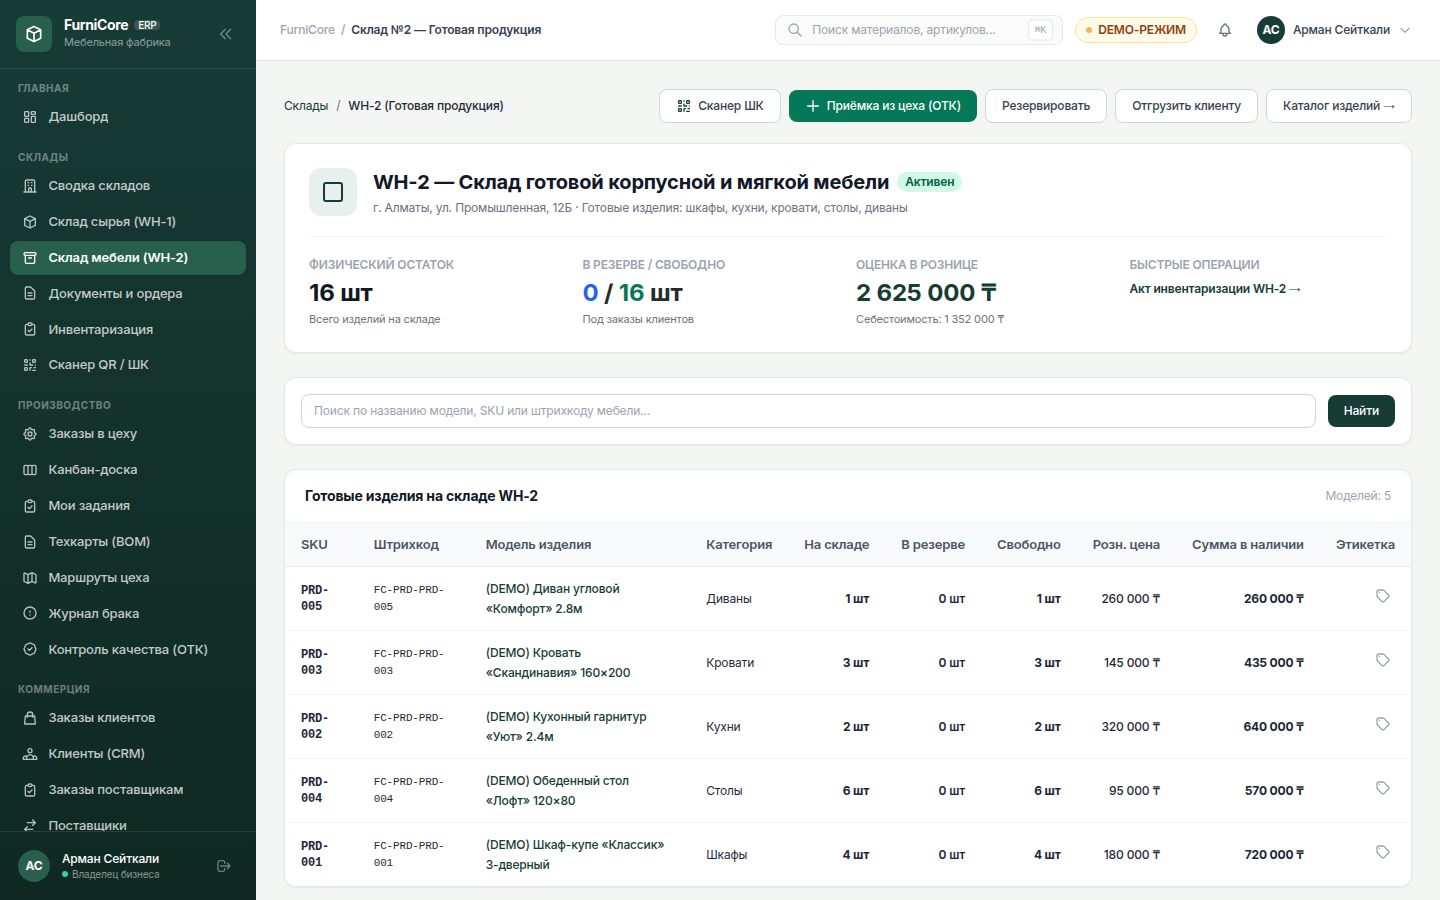 FurniCore ERP
Мебельная фабрика
ГЛАВНАЯ
Дашборд
СКЛАДЫ
Сводка складов
Склад сырья (WH-1)
Склад мебели (WH-2)
Документы и ордера
Инвентаризация
Сканер QR / ШК
ПРОИЗВОДСТВО
Заказы в цеху
Канбан-доска
Мои задания
Техкарты (BOM)
Маршруты цеха
Журнал брака
Контроль качества (ОТК)
КОММЕРЦИЯ
Заказы клиентов
Клиенты (CRM)
Заказы поставщикам
Поставщики
АС Арман Сейткали
Владелец бизнеса
FurniCore / Склад №2 — Готовая продукция
Поиск материалов, артикулов... ⌘K
DEMO-РЕЖИМ
АС Арман Сейткали
Склады / WH-2 (Готовая продукция)
Сканер ШК
Приёмка из цеха (ОТК)
Резервировать
Отгрузить клиенту
Каталог изделий →
WH-2 — Склад готовой корпусной и мягкой мебели Активен
г. Алматы, ул. Промышленная, 12Б · Готовые изделия: шкафы, кухни, кровати, столы, диваны
ФИЗИЧЕСКИЙ ОСТАТОК
16 шт
Всего изделий на складе
В РЕЗЕРВЕ / СВОБОДНО
0 / 16 шт
Под заказы клиентов
ОЦЕНКА В РОЗНИЦЕ
2 625 000 ₸
Себестоимость: 1 352 000 ₸
БЫСТРЫЕ ОПЕРАЦИИ
Акт инвентаризации WH-2 →
Поиск по названию модели, SKU или штрихкоду мебели...
Найти
Готовые изделия на складе WH-2
Моделей: 5
SKU Штрихкод Модель изделия Категория На складе В резерве Свободно Розн. цена Сумма в наличии Этикетка
PRD-005 FC-PRD-PRD-005 (DEMO) Диван угловой «Комфорт» 2.8м Диваны 1 шт 0 шт 1 шт 260 000 ₸ 260 000 ₸
PRD-003 FC-PRD-PRD-003 (DEMO) Кровать «Скандинавия» 160×200 Кровати 3 шт 0 шт 3 шт 145 000 ₸ 435 000 ₸
PRD-002 FC-PRD-PRD-002 (DEMO) Кухонный гарнитур «Уют» 2.4м Кухни 2 шт 0 шт 2 шт 320 000 ₸ 640 000 ₸
PRD-004 FC-PRD-PRD-004 (DEMO) Обеденный стол «Лофт» 120×80 Столы 6 шт 0 шт 6 шт 95 000 ₸ 570 000 ₸
PRD-001 FC-PRD-PRD-001 (DEMO) Шкаф-купе «Классик» 3-дверный Шкафы 4 шт 0 шт 4 шт 180 000 ₸ 720 000 ₸